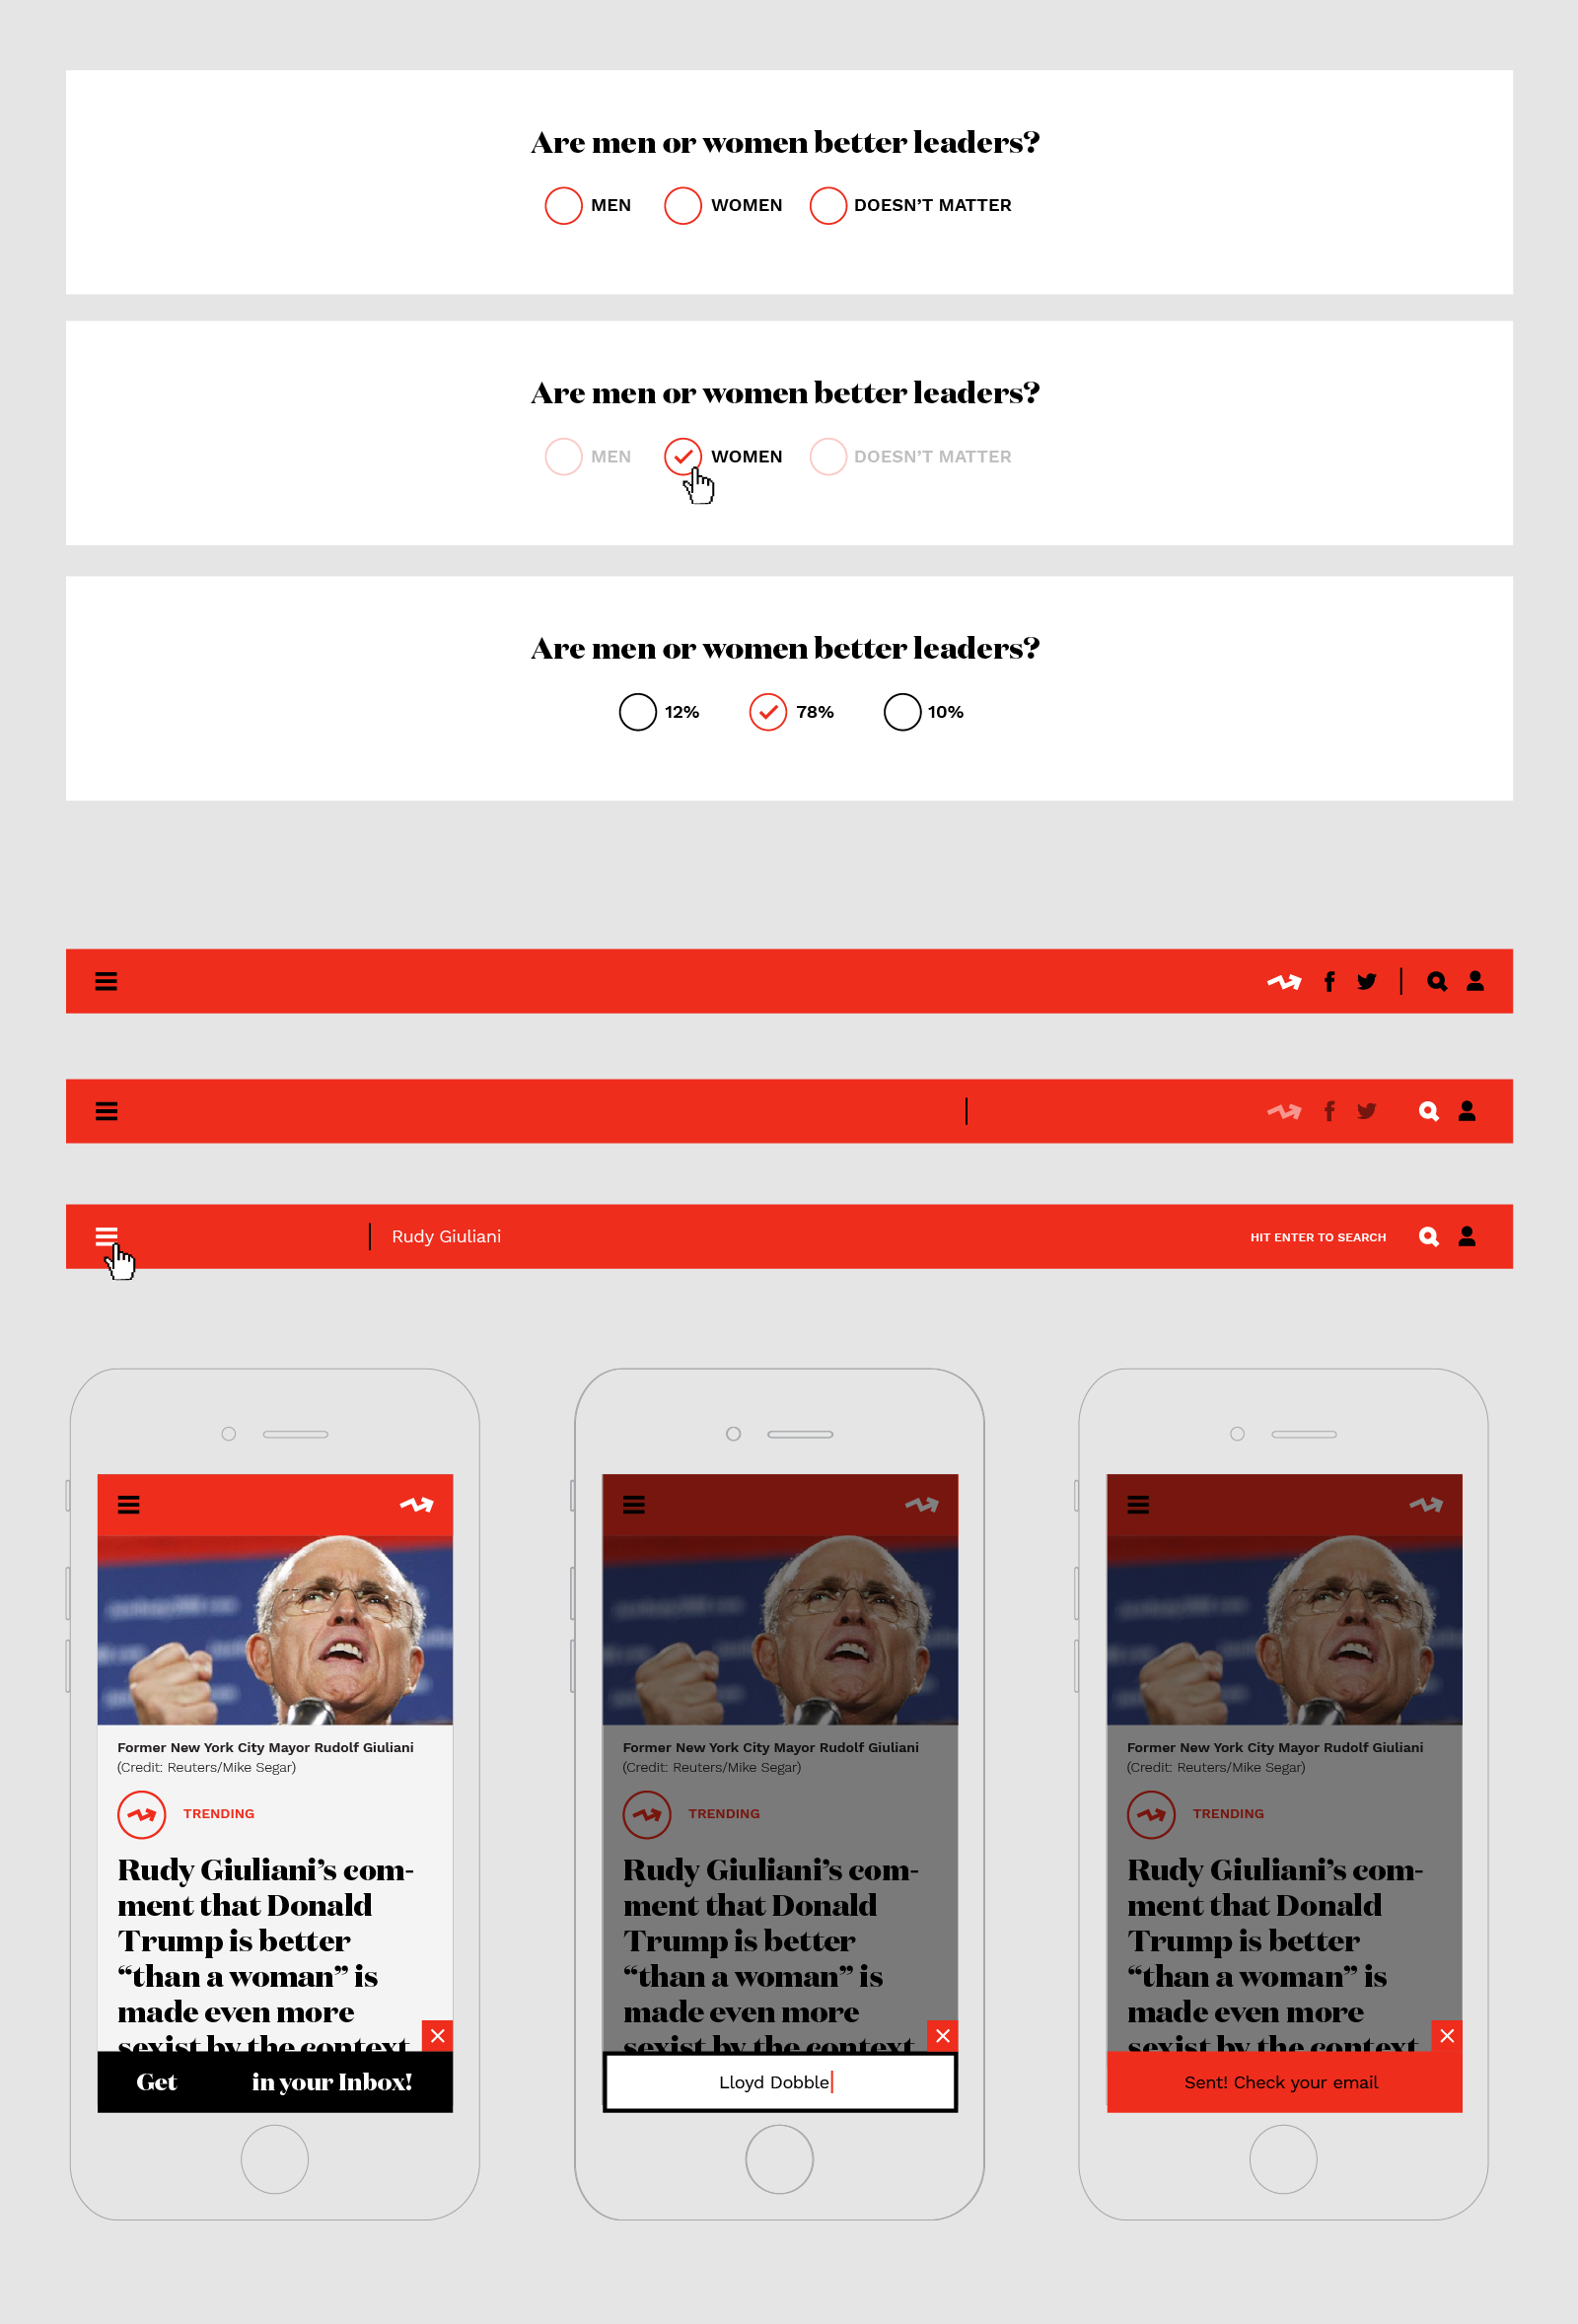 Are men or women better leaders?
MEN WOMEN DOESN’T MATTER
Are men or women better leaders?
MEN WOMEN DOESN’T MATTER
Are men or women better leaders?
12% 78% 10%
Rudy Giuliani HIT ENTER TO SEARCH
Former New York City Mayor Rudolf Giuliani
(Credit: Reuters/Mike Segar)
TRENDING
Rudy Giuliani’s com-
ment that Donald
Trump is better
“than a woman” is
made even more
sexist by the context
Get in your Inbox!
Former New York City Mayor Rudolf Giuliani
(Credit: Reuters/Mike Segar)
TRENDING
Rudy Giuliani’s com-
ment that Donald
Trump is better
“than a woman” is
made even more
sexist by the context
Lloyd Dobble
Former New York City Mayor Rudolf Giuliani
(Credit: Reuters/Mike Segar)
TRENDING
Rudy Giuliani’s com-
ment that Donald
Trump is better
“than a woman” is
made even more
sexist by the context
Sent! Check your email